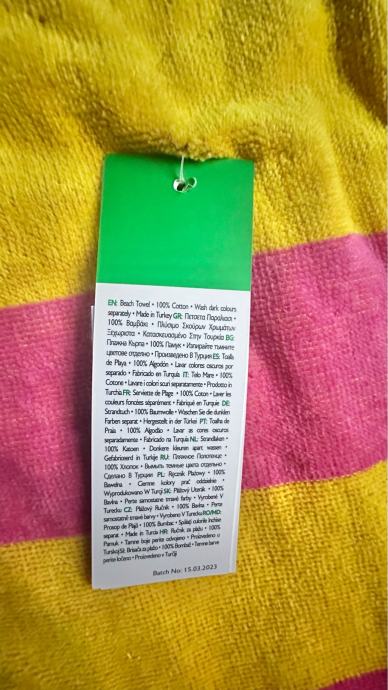 EN: Beach Towel • 100% Cotton • Wash dark colours
separately • Made in Turkey GR: Πετσετα Παραλιασ •
100% Βαμβάκι • Πλύσιμο Σκούρων Χρωμάτων
Ξεχωριστα • Κατασκευασμένο Στην Τουρκία BG:
Плажна Кърпа • 100% Памук • Изпирайте тъмните
цветове отделно • Произведено В Турция ES: Toalla
de Playa • 100% Algodón • Lavar colores oscuros por
separado • Fabricado en Turquía IT: Telo Mare • 100%
Cotone • Lavare i colori scuri separatamente • Prodotto in
Turchia FR: Serviette de Plage • 100% Coton • Laver les
couleurs foncées séparément • Fabriqué en Turquie DE:
Strandtuch • 100% Baumwolle • Waschen Sie die dunklen
Farben separat • Hergestellt in der Türkei PT: Toalha de
Praia • 100% Algodão • Lavar as cores escuras
separadamente • Fabricado na Turquia NL: Strandlaken •
100% Katoen • Donkere kleuren apart wassen •
Gefabriceerd in Turkije RU: Пляжное Полотенце •
100% Хлопок • Вымыть темные цвета отдельно •
Сделано В Турции PL: Ręcznik Plażowy • 100%
Bawełna • Ciemne kolory prać oddzielnie •
Wyprodukowano W Turcji SK: Plážový Uterák • 100%
Bavlna • Perte samostatne tmavé farby • Vyrobené V
Turecku CZ: Plážový Ručník • 100% Bavlna • Perte
samostatně tmavé barvy • Vyrobeno V Turecku RO/MD:
Prosop de Plajă • 100% Bumbac • Spălați culorile închise
separat • Made in Turcia HR: Ručnik za plažu • 100%
Pamuk • Tamne boje perite odvojeno • Proizvedeno u
Turskoj SI: Brisača za plažo • 100% Bombaž • Temne barve
perite ločeno • Proizvedeno v Turčiji
Batch No: 15.03.2023